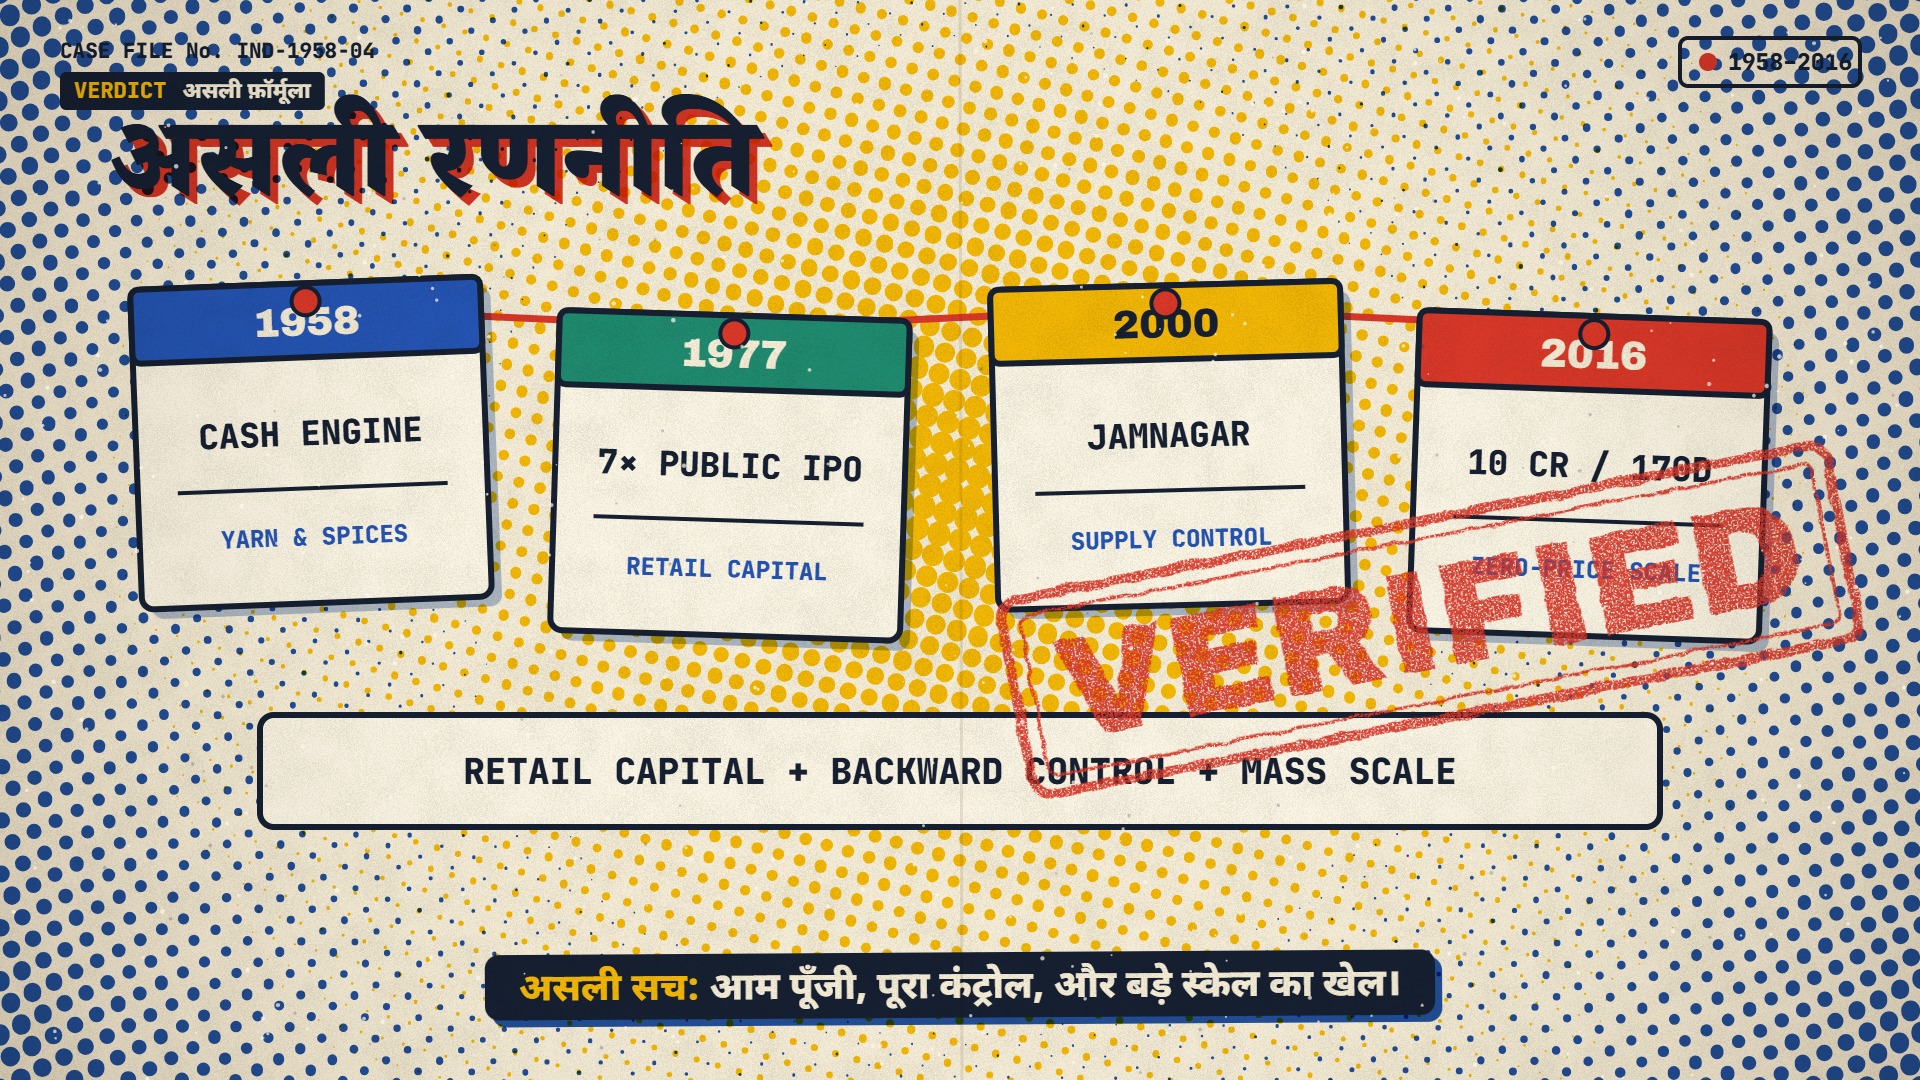 CASE FILE No. IND-1958-04
VERDICT असली फ़ॉर्मूला
1958–2016
असली रणनीति
1958
CASH ENGINE
YARN & SPICES
1977
7× PUBLIC IPO
RETAIL CAPITAL
2000
JAMNAGAR
SUPPLY CONTROL
2016
10 CR / 170D
ZERO-PRICE SCALE
VERIFIED
RETAIL CAPITAL + BACKWARD CONTROL + MASS SCALE
असली सच: आम पूँजी, पूरा कंट्रोल, और बड़े स्केल का खेल।